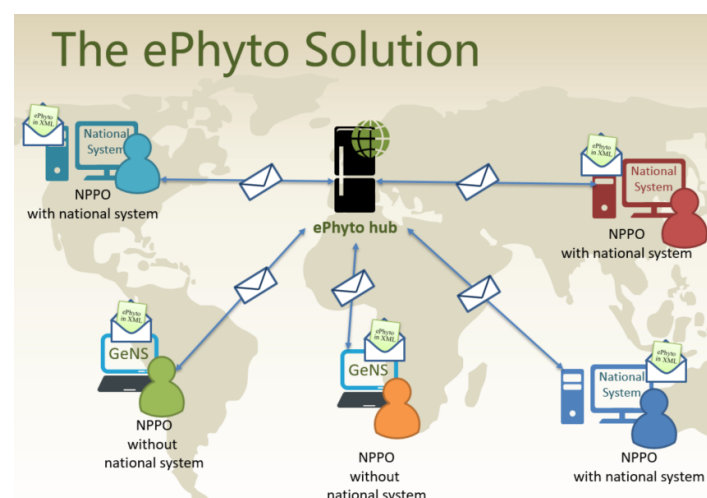 The ePhyto Solution
ePhyto
in XML
National
System
NPPO
with national system
ePhyto hub
ePhyto
in XML
National
System
NPPO
with national system
ePhyto
in XML
GeNS
NPPO
without
national system
ePhyto
in XML
GeNS
NPPO
without
national system
ePhyto
in XML
National
System
NPPO
with national system